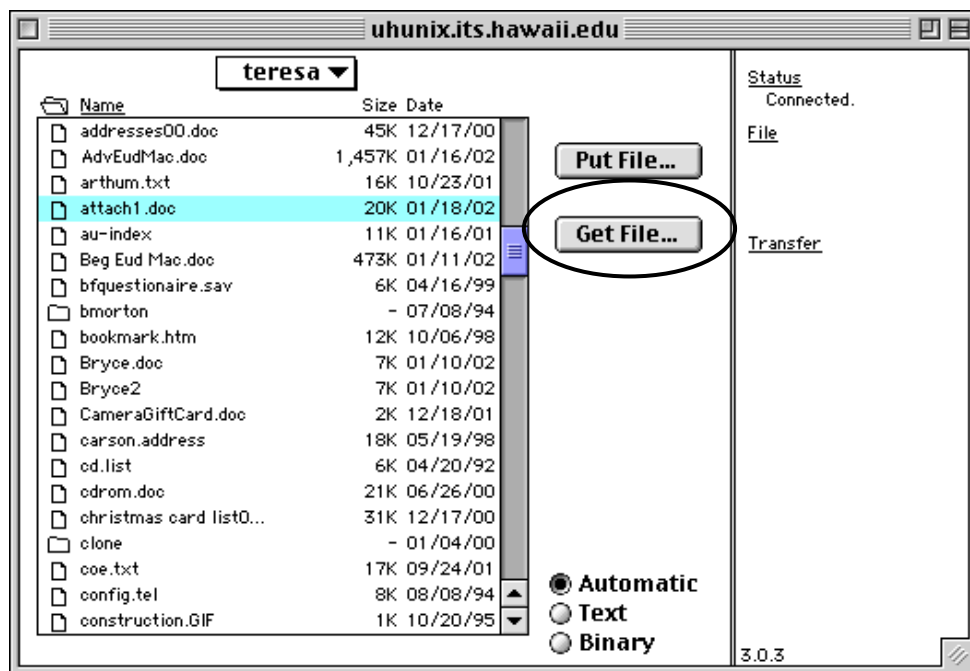 uhunix.its.hawaii.edu
teresa
Name Size Date
addresses00.doc 45K 12/17/00
AdvEudMac.doc 1,457K 01/16/02
arthum.txt 16K 10/23/01
attach1.doc 20K 01/18/02
au-index 11K 01/16/01
Beg Eud Mac.doc 473K 01/11/02
bfquestionaire.sav 6K 04/16/99
bmorton - 07/08/94
bookmark.htm 12K 10/06/98
Bryce.doc 7K 01/10/02
Bryce2 7K 01/10/02
CameraGiftCard.doc 2K 12/18/01
carson.address 18K 05/19/98
cd.list 6K 04/20/92
cdrom.doc 21K 06/26/00
christmas card list0... 31K 12/17/00
clone - 01/04/00
coe.txt 17K 09/24/01
config.tel 8K 08/08/94
construction.GIF 1K 10/20/95
Put File...
Get File...
Automatic
Text
Binary
Status
Connected.
File
Transfer
3.0.3